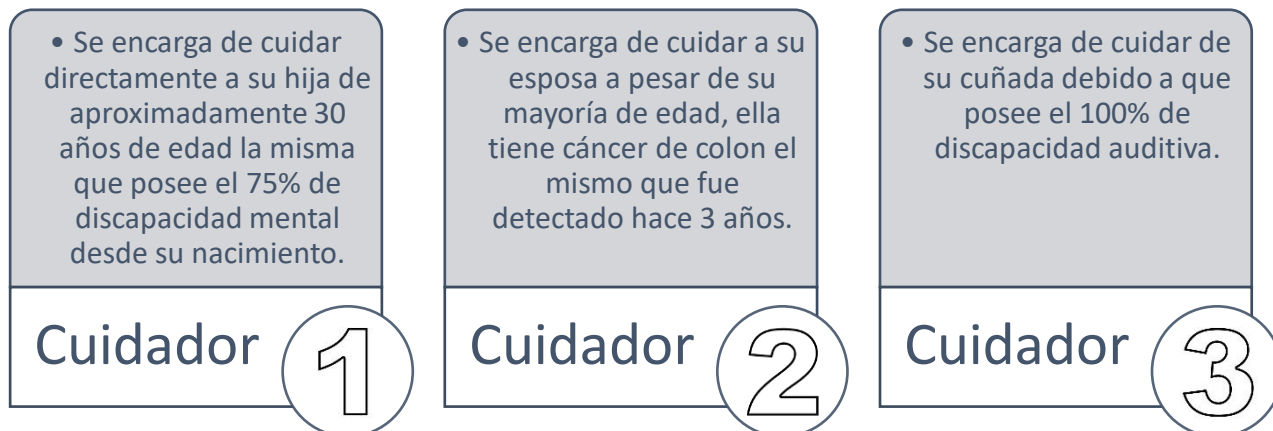 • Se encarga de cuidar
directamente a su hija de
aproximadamente 30
años de edad la misma
que posee el 75% de
discapacidad mental
desde su nacimiento.
Cuidador 1
• Se encarga de cuidar a su
esposa a pesar de su
mayoría de edad, ella
tiene cáncer de colon el
mismo que fue
detectado hace 3 años.
Cuidador 2
• Se encarga de cuidar de
su cuñada debido a que
posee el 100% de
discapacidad auditiva.
Cuidador 3